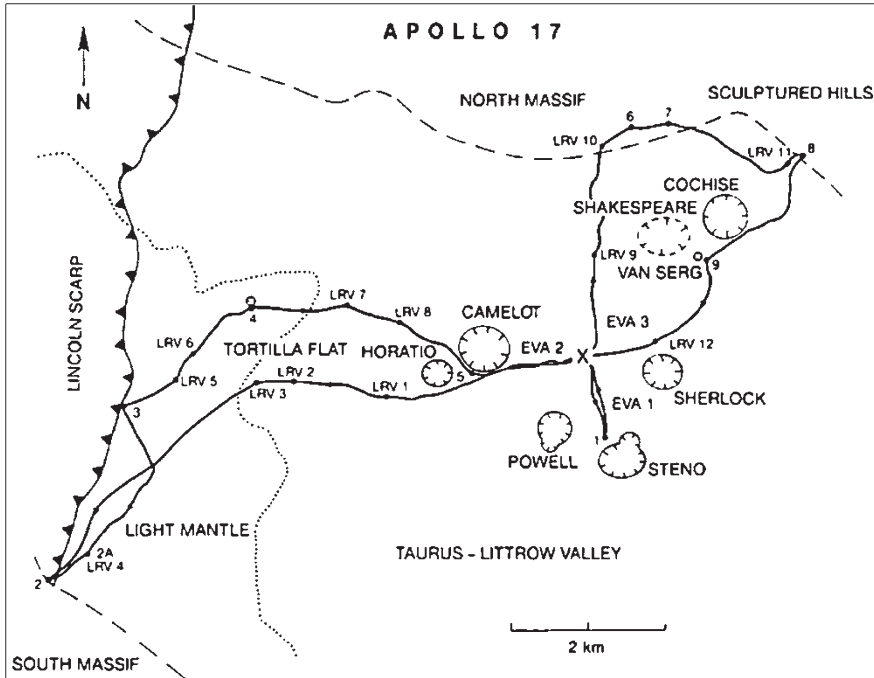 APOLLO 17
N
NORTH MASSIF
SCULPTURED HILLS
6
7
LRV 10
LRV 11
8
COCHISE
SHAKESPEARE
LRV 9
VAN SERG
9
LINCOLN SCARP
4
LRV 7
LRV 8
CAMELOT
EVA 3
LRV 6
TORTILLA FLAT
HORATIO
EVA 2
X
LRV 12
LRV 5
LRV 2
LRV 3
5
LRV 1
3
EVA 1
SHERLOCK
1
POWELL
STENO
LIGHT MANTLE
2A
LRV 4
2
TAURUS - LITTROW VALLEY
SOUTH MASSIF
2 km